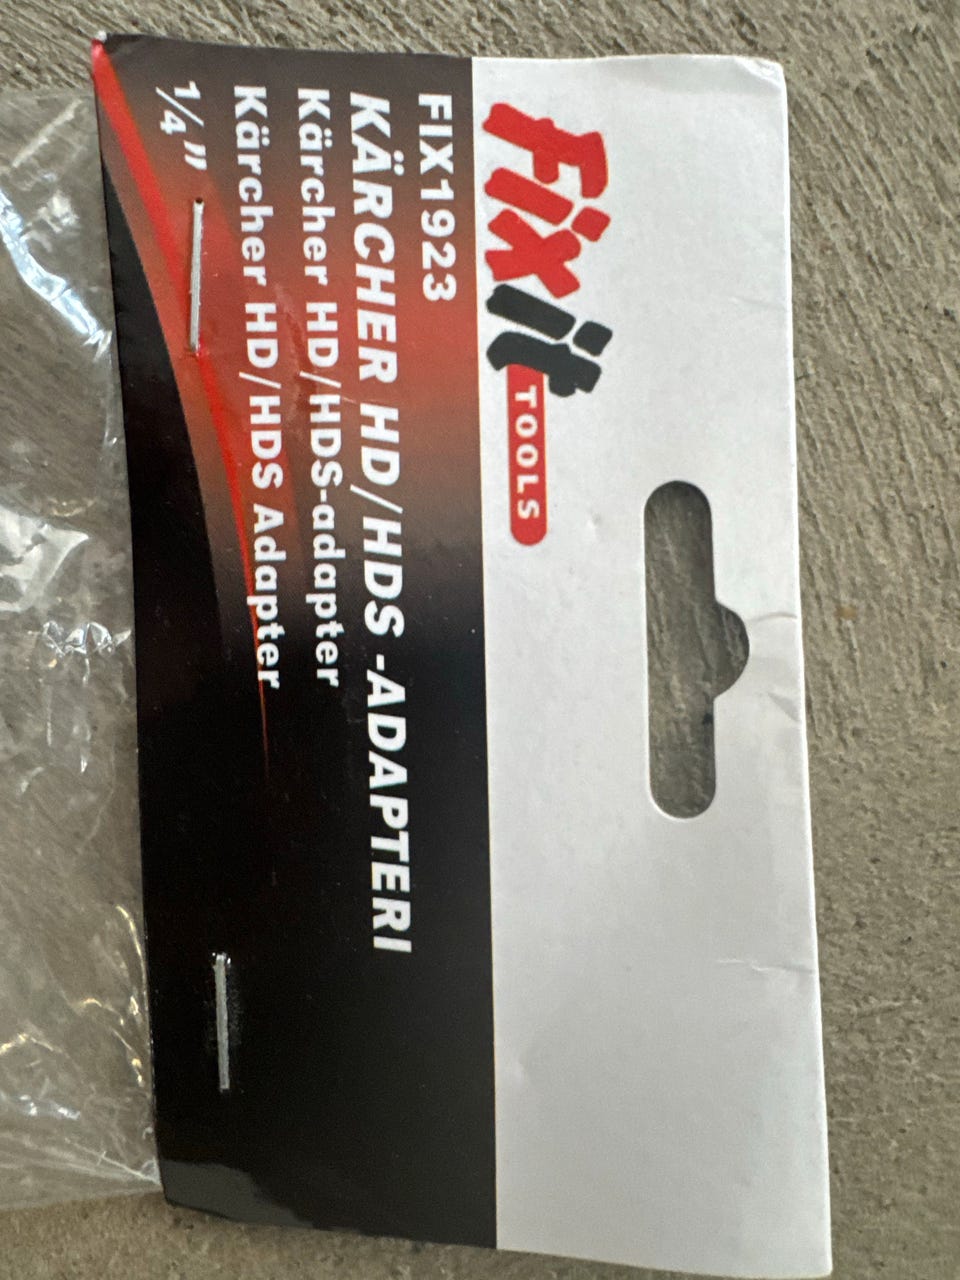 Fixit
TOOLS
FIX1923
KÄRCHER HD/HDS -ADAPTERI
Kärcher HD/HDS-adapter
Kärcher HD/HDS Adapter
1/4"